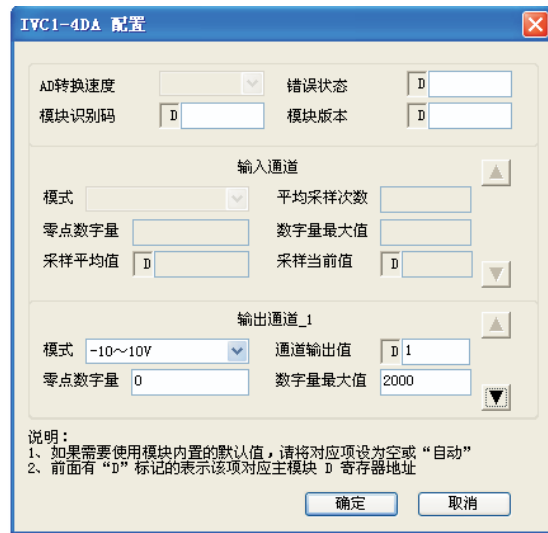 IVC1-4DA 配置
AD转换速度 错误状态 D
模块识别码 D 模块版本 D
输入通道
模式 平均采样次数
零点数字量 数字量最大值
采样平均值 D 采样当前值 D
输出通道_1
模式 -10～10V 通道输出值 D 1
零点数字量 0 数字量最大值 2000
说明：
1、如果需要使用模块内置的默认值，请将对应项设为空或“自动”
2、前面有“D”标记的表示该项对应主模块 D 寄存器地址
确定 取消